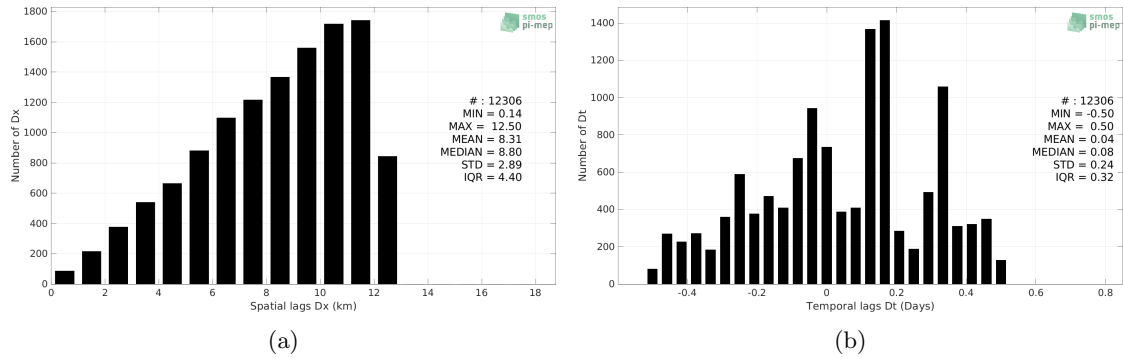 1800
1600
1400
1200
1000
800
600
400
200
0
Number of Dx
smos
pi-mep
# : 12306
MIN = 0.14
MAX = 12.50
MEAN = 8.31
MEDIAN = 8.80
STD = 2.89
IQR = 4.40
0 2 4 6 8 10 12 14 16 18
Spatial lags Dx (km)
(a)
1400
1200
1000
800
600
400
200
0
Number of Dt
smos
pi-mep
# : 12306
MIN = -0.50
MAX = 0.50
MEAN = 0.04
MEDIAN = 0.08
STD = 0.24
IQR = 0.32
-0.4 -0.2 0 0.2 0.4 0.6 0.8
Temporal lags Dt (Days)
(b)